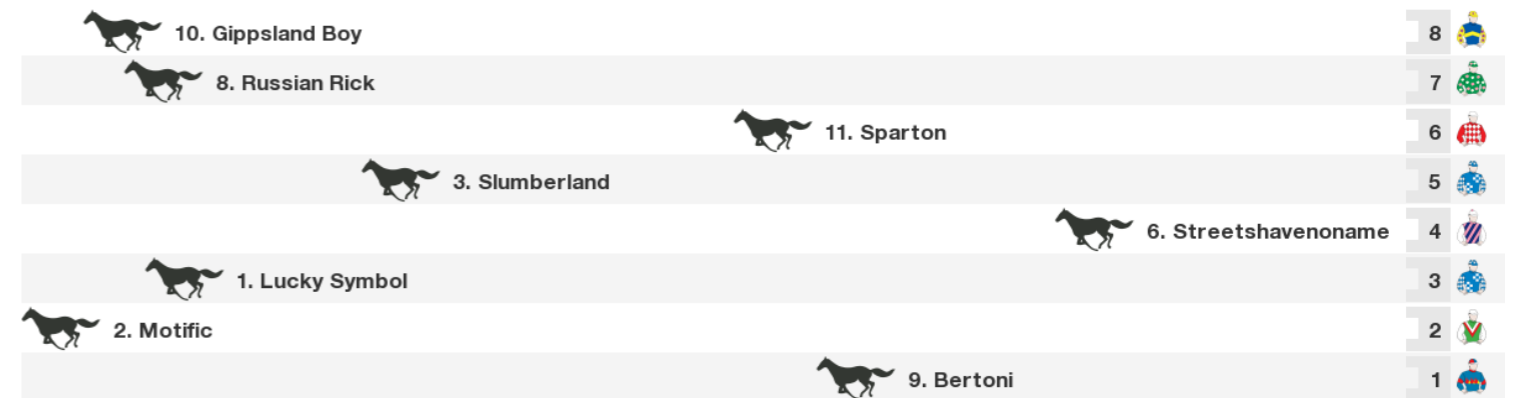 10. Gippsland Boy 8
8. Russian Rick 7
11. Sparton 6
3. Slumberland 5
6. Streetshavenoname 4
1. Lucky Symbol 3
2. Motific 2
9. Bertoni 1